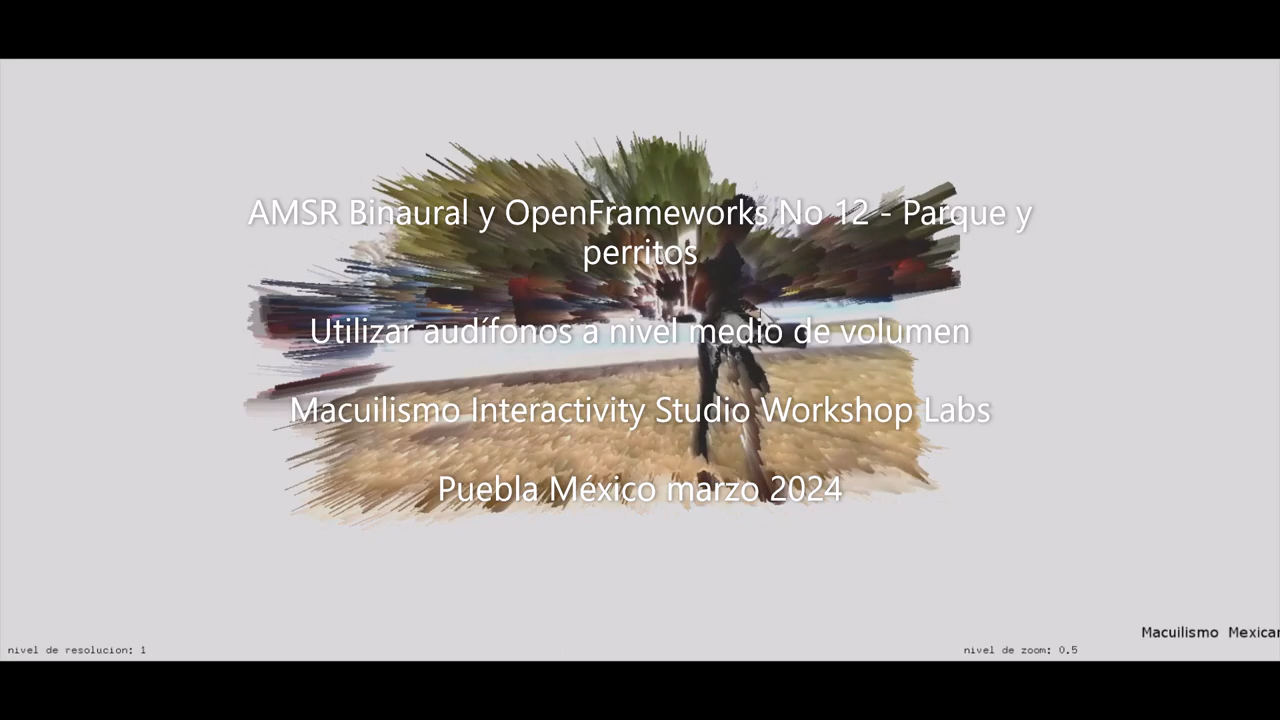 AMSR Binaural y OpenFrameworks No 12 - Parque y
perritos
Utilizar audífonos a nivel medio de volumen
Macuilismo Interactivity Studio Workshop Labs
Puebla México marzo 2024
Macuilismo
nivel de resolucion: 1
nivel de zoom: 0.5